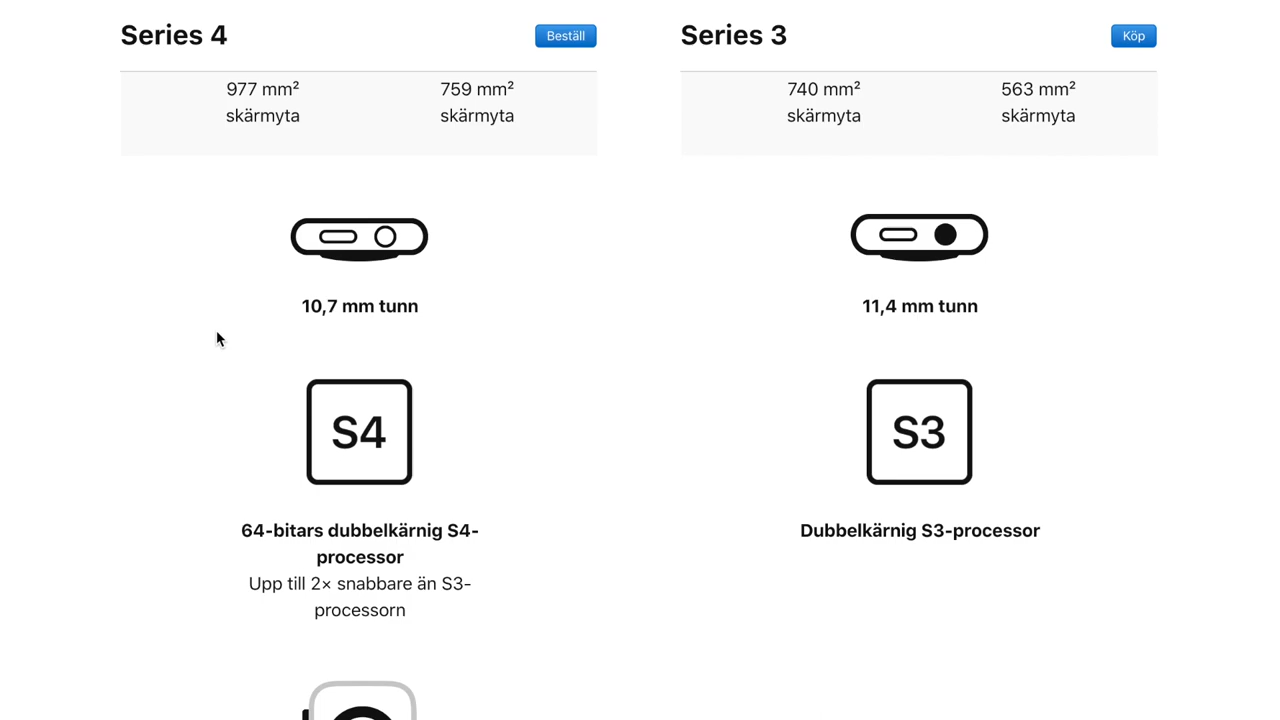 Series 4
Beställ
Series 3
Köp
977 mm²
skärmyta
759 mm²
skärmyta
740 mm²
skärmyta
563 mm²
skärmyta
10,7 mm tunn
11,4 mm tunn
S4
S3
64-bitars dubbelkärnig S4-
processor
Upp till 2× snabbare än S3-
processorn
Dubbelkärnig S3-processor